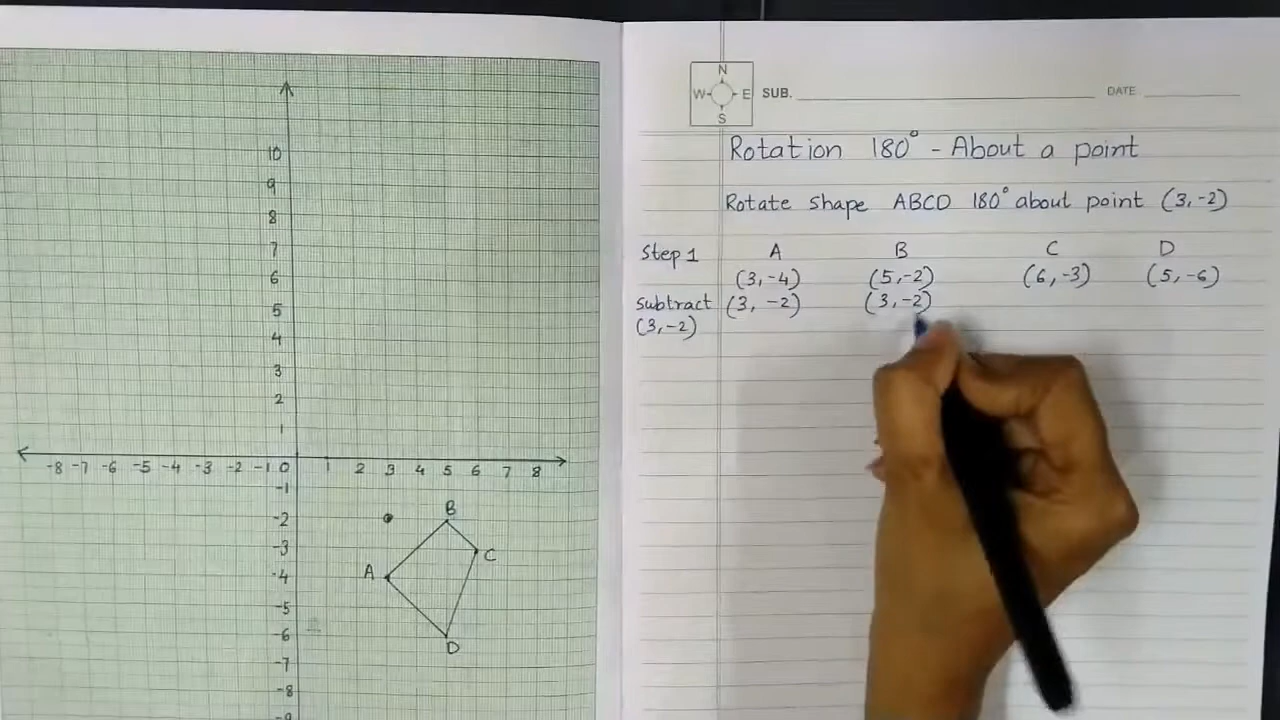 10
9
8
7
6
5
4
3
2
1
-8 -7 -6 -5 -4 -3 -2 -1 0 1 2 3 4 5 6 7 8
-1
-2
-3
-4
-5
-6
-7
-8
-9
B
C
A
D
N
W E SUB. DATE
S
Rotation 180° - About a point
Rotate shape ABCD 180° about point (3,-2)
Step 1 A B C D
(3,-4) (5,-2) (6,-3) (5,-6)
subtract (3, -2) (3,-2)
(3,-2)